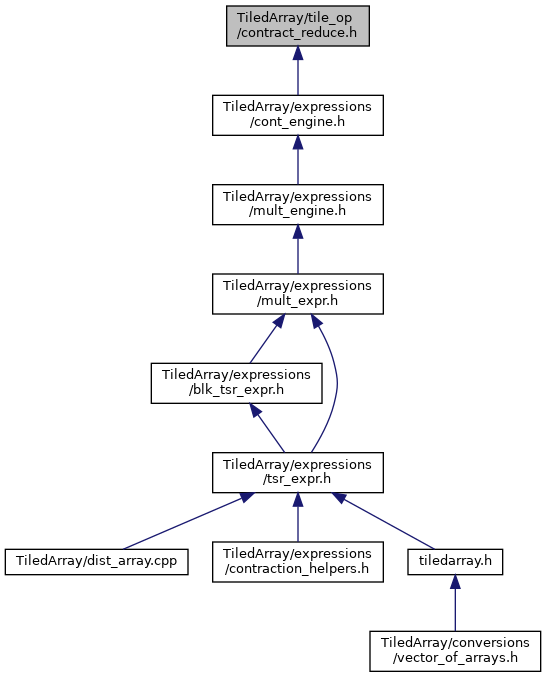 TiledArray/tile_op
/contract_reduce.h
TiledArray/expressions
/cont_engine.h
TiledArray/expressions
/mult_engine.h
TiledArray/expressions
/mult_expr.h
TiledArray/expressions
/blk_tsr_expr.h
TiledArray/expressions
/tsr_expr.h
TiledArray/dist_array.cpp
TiledArray/expressions
/contraction_helpers.h
tiledarray.h
TiledArray/conversions
/vector_of_arrays.h